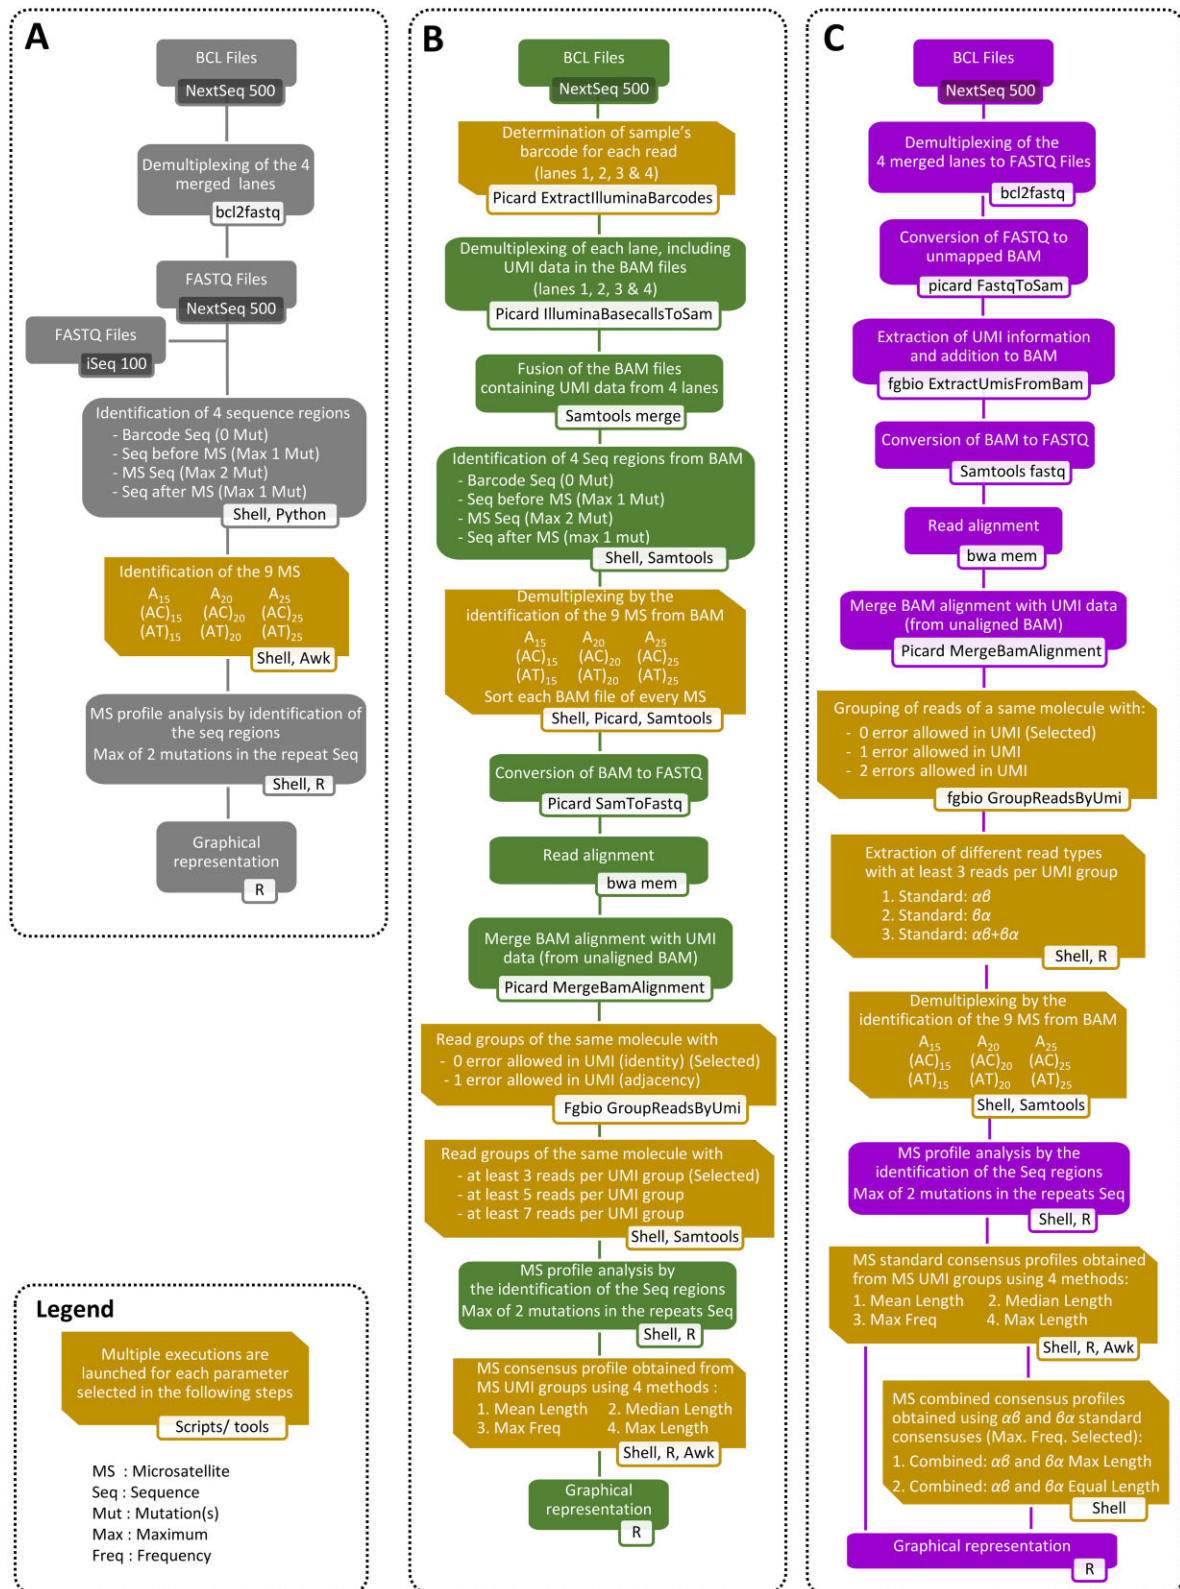 A
BCL Files
NextSeq 500
Demultiplexing of the 4
merged lanes
bcl2fastq
FASTQ Files
NextSeq 500
FASTQ Files
iSeq 100
Identification of 4 sequence regions
- Barcode Seq (0 Mut)
- Seq before MS (Max 1 Mut)
- MS Seq (Max 2 Mut)
- Seq after MS (Max 1 Mut)
Shell, Python
Identification of the 9 MS
A15 A20 A25
(AC)15 (AC)20 (AC)25
(AT)15 (AT)20 (AT)25
Shell, Awk
MS profile analysis by identification of
the seq regions
Max of 2 mutations in the repeat Seq
Shell, R
Graphical
representation
R
Legend
Multiple executions are
launched for each parameter
selected in the following steps
Scripts/ tools
MS : Microsatellite
Seq : Sequence
Mut : Mutation(s)
Max : Maximum
Freq : Frequency
B
BCL Files
NextSeq 500
Determination of sample's
barcode for each read
(lanes 1, 2, 3 & 4)
Picard ExtractIlluminaBarcodes
Demultiplexing of each lane, including
UMI data in the BAM files
(lanes 1, 2, 3 & 4)
Picard IlluminaBasecallsToSam
Fusion of the BAM files
containing UMI data from 4 lanes
Samtools merge
Identification of 4 Seq regions from BAM
- Barcode Seq (0 Mut)
- Seq before MS (Max 1 Mut)
- MS Seq (Max 2 Mut)
- Seq after MS (max 1 mut)
Shell, Samtools
Demultiplexing by the
identification of the 9 MS from BAM
A15 A20 A25
(AC)15 (AC)20 (AC)25
(AT)15 (AT)20 (AT)25
Sort each BAM file of every MS
Shell, Picard, Samtools
Conversion of BAM to FASTQ
Picard SamToFastq
Read alignment
bwa mem
Merge BAM alignment with UMI
data (from unaligned BAM)
Picard MergeBamAlignment
Read groups of the same molecule with
- 0 error allowed in UMI (identity) (Selected)
- 1 error allowed in UMI (adjacency)
Fgbio GroupReadsByUmi
Read groups of the same molecule with
- at least 3 reads per UMI group (Selected)
- at least 5 reads per UMI group
- at least 7 reads per UMI group
Shell, Samtools
MS profile analysis by
the identification of the Seq regions
Max of 2 mutations in the repeats Seq
Shell, R
MS consensus profile obtained from
MS UMI groups using 4 methods :
1. Mean Length 2. Median Length
3. Max Freq 4. Max Length
Shell, R, Awk
Graphical
representation
R
C
BCL Files
NextSeq 500
Demultiplexing of the
4 merged lanes to FASTQ Files
bcl2fastq
Conversion of FASTQ to
unmapped BAM
picard FastqToSam
Extraction of UMI information
and addition to BAM
fgbio ExtractUmisFromBam
Conversion of BAM to FASTQ
Samtools fastq
Read alignment
bwa mem
Merge BAM alignment with UMI data
(from unaligned BAM)
Picard MergeBamAlignment
Grouping of reads of a same molecule with:
- 0 error allowed in UMI (Selected)
- 1 error allowed in UMI
- 2 errors allowed in UMI
fgbio GroupReadsByUmi
Extraction of different read types
with at least 3 reads per UMI group
1. Standard: αβ
2. Standard: βα
3. Standard: αβ+βα
Shell, R
Demultiplexing by the
identification of the 9 MS from BAM
A15 A20 A25
(AC)15 (AC)20 (AC)25
(AT)15 (AT)20 (AT)25
Shell, Samtools
MS profile analysis by the
identification of the Seq regions
Max of 2 mutations in the repeats Seq
Shell, R
MS standard consensus profiles obtained
from MS UMI groups using 4 methods:
1. Mean Length 2. Median Length
3. Max Freq 4. Max Length
Shell, R, Awk
MS combined consensus profiles
obtained using αβ and βα standard
consensuses (Max. Freq. Selected):
1. Combined: αβ and βα Max Length
2. Combined: αβ and βα Equal Length
Shell
Graphical representation
R